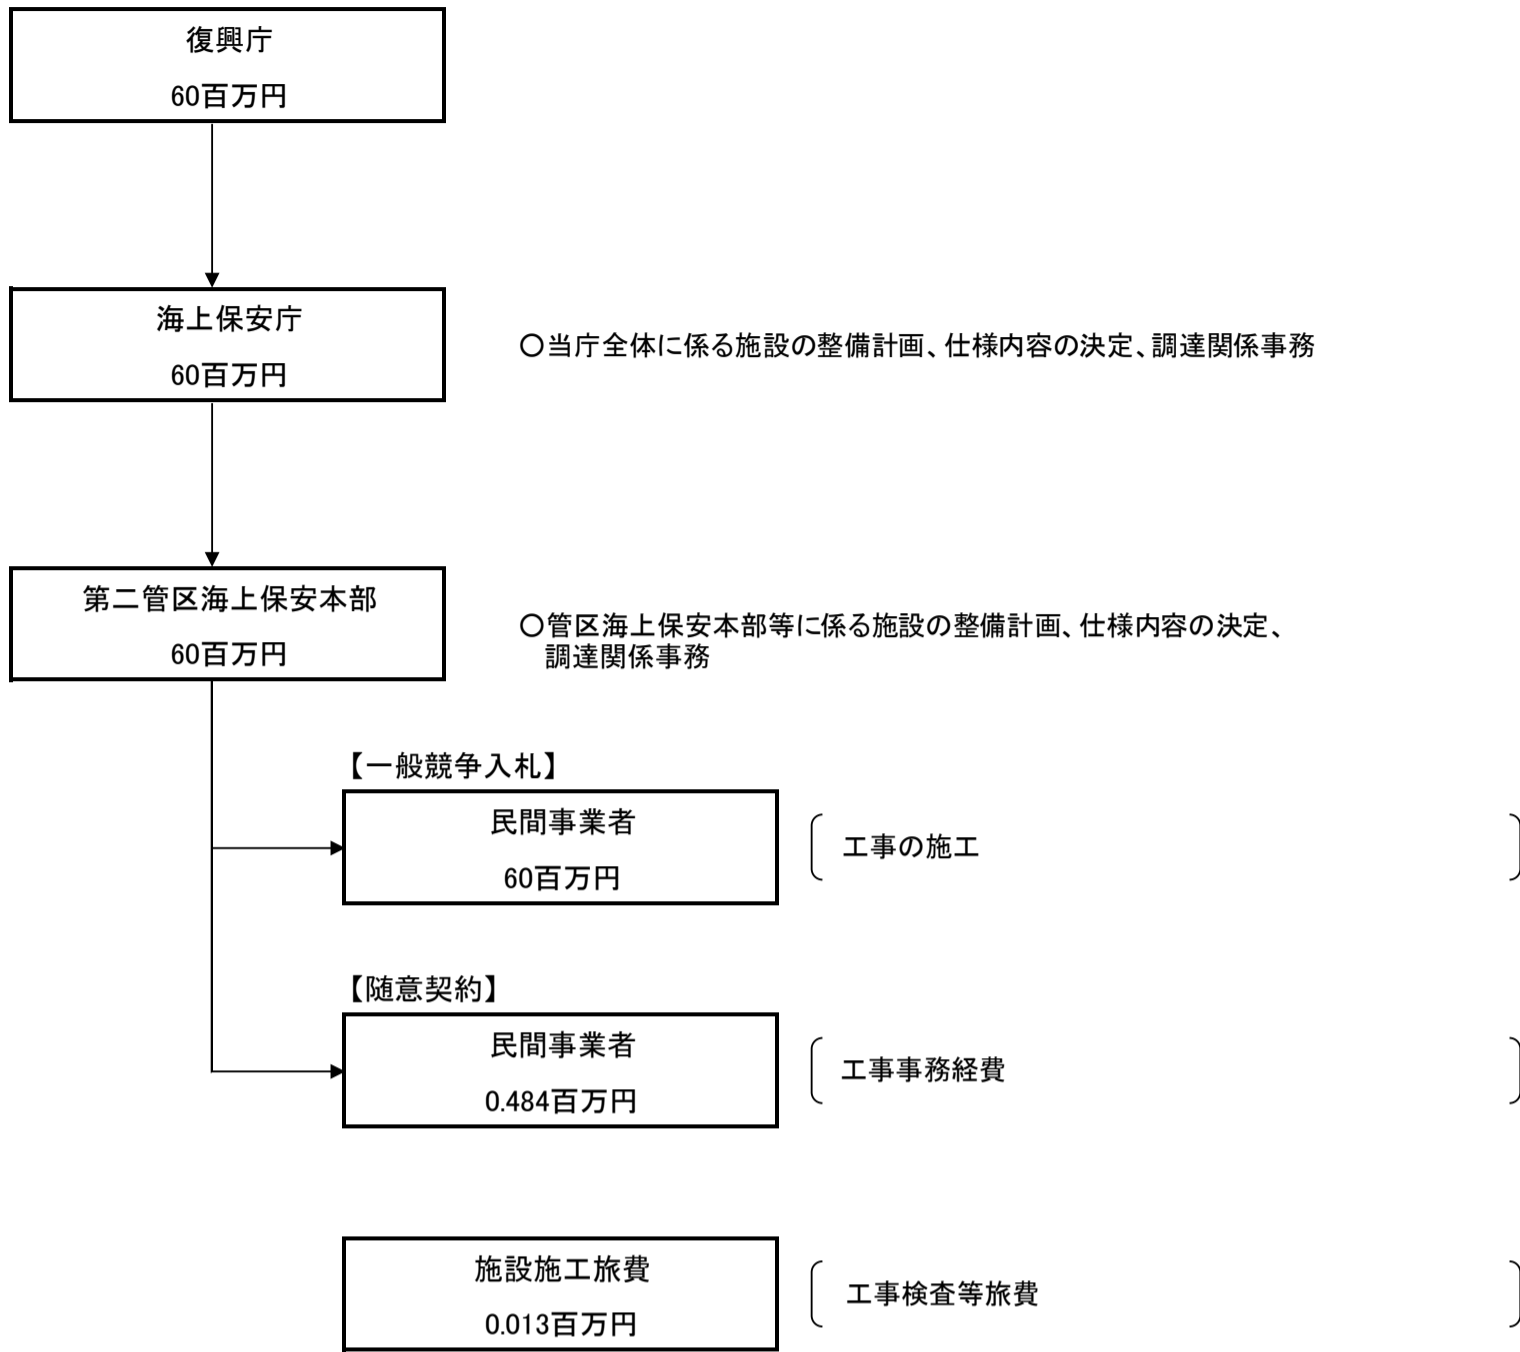 復興庁
60百万円
海上保安庁
60百万円
〇当庁全体に係る施設の整備計画、仕様内容の決定、調達関係事務
第二管区海上保安本部
60百万円
〇管区海上保安本部等に係る施設の整備計画、仕様内容の決定、
調達関係事務
【一般競争入札】
民間事業者
60百万円
工事の施工
【随意契約】
民間事業者
0.484百万円
工事事務経費
施設施工旅費
0.013百万円
工事検査等旅費